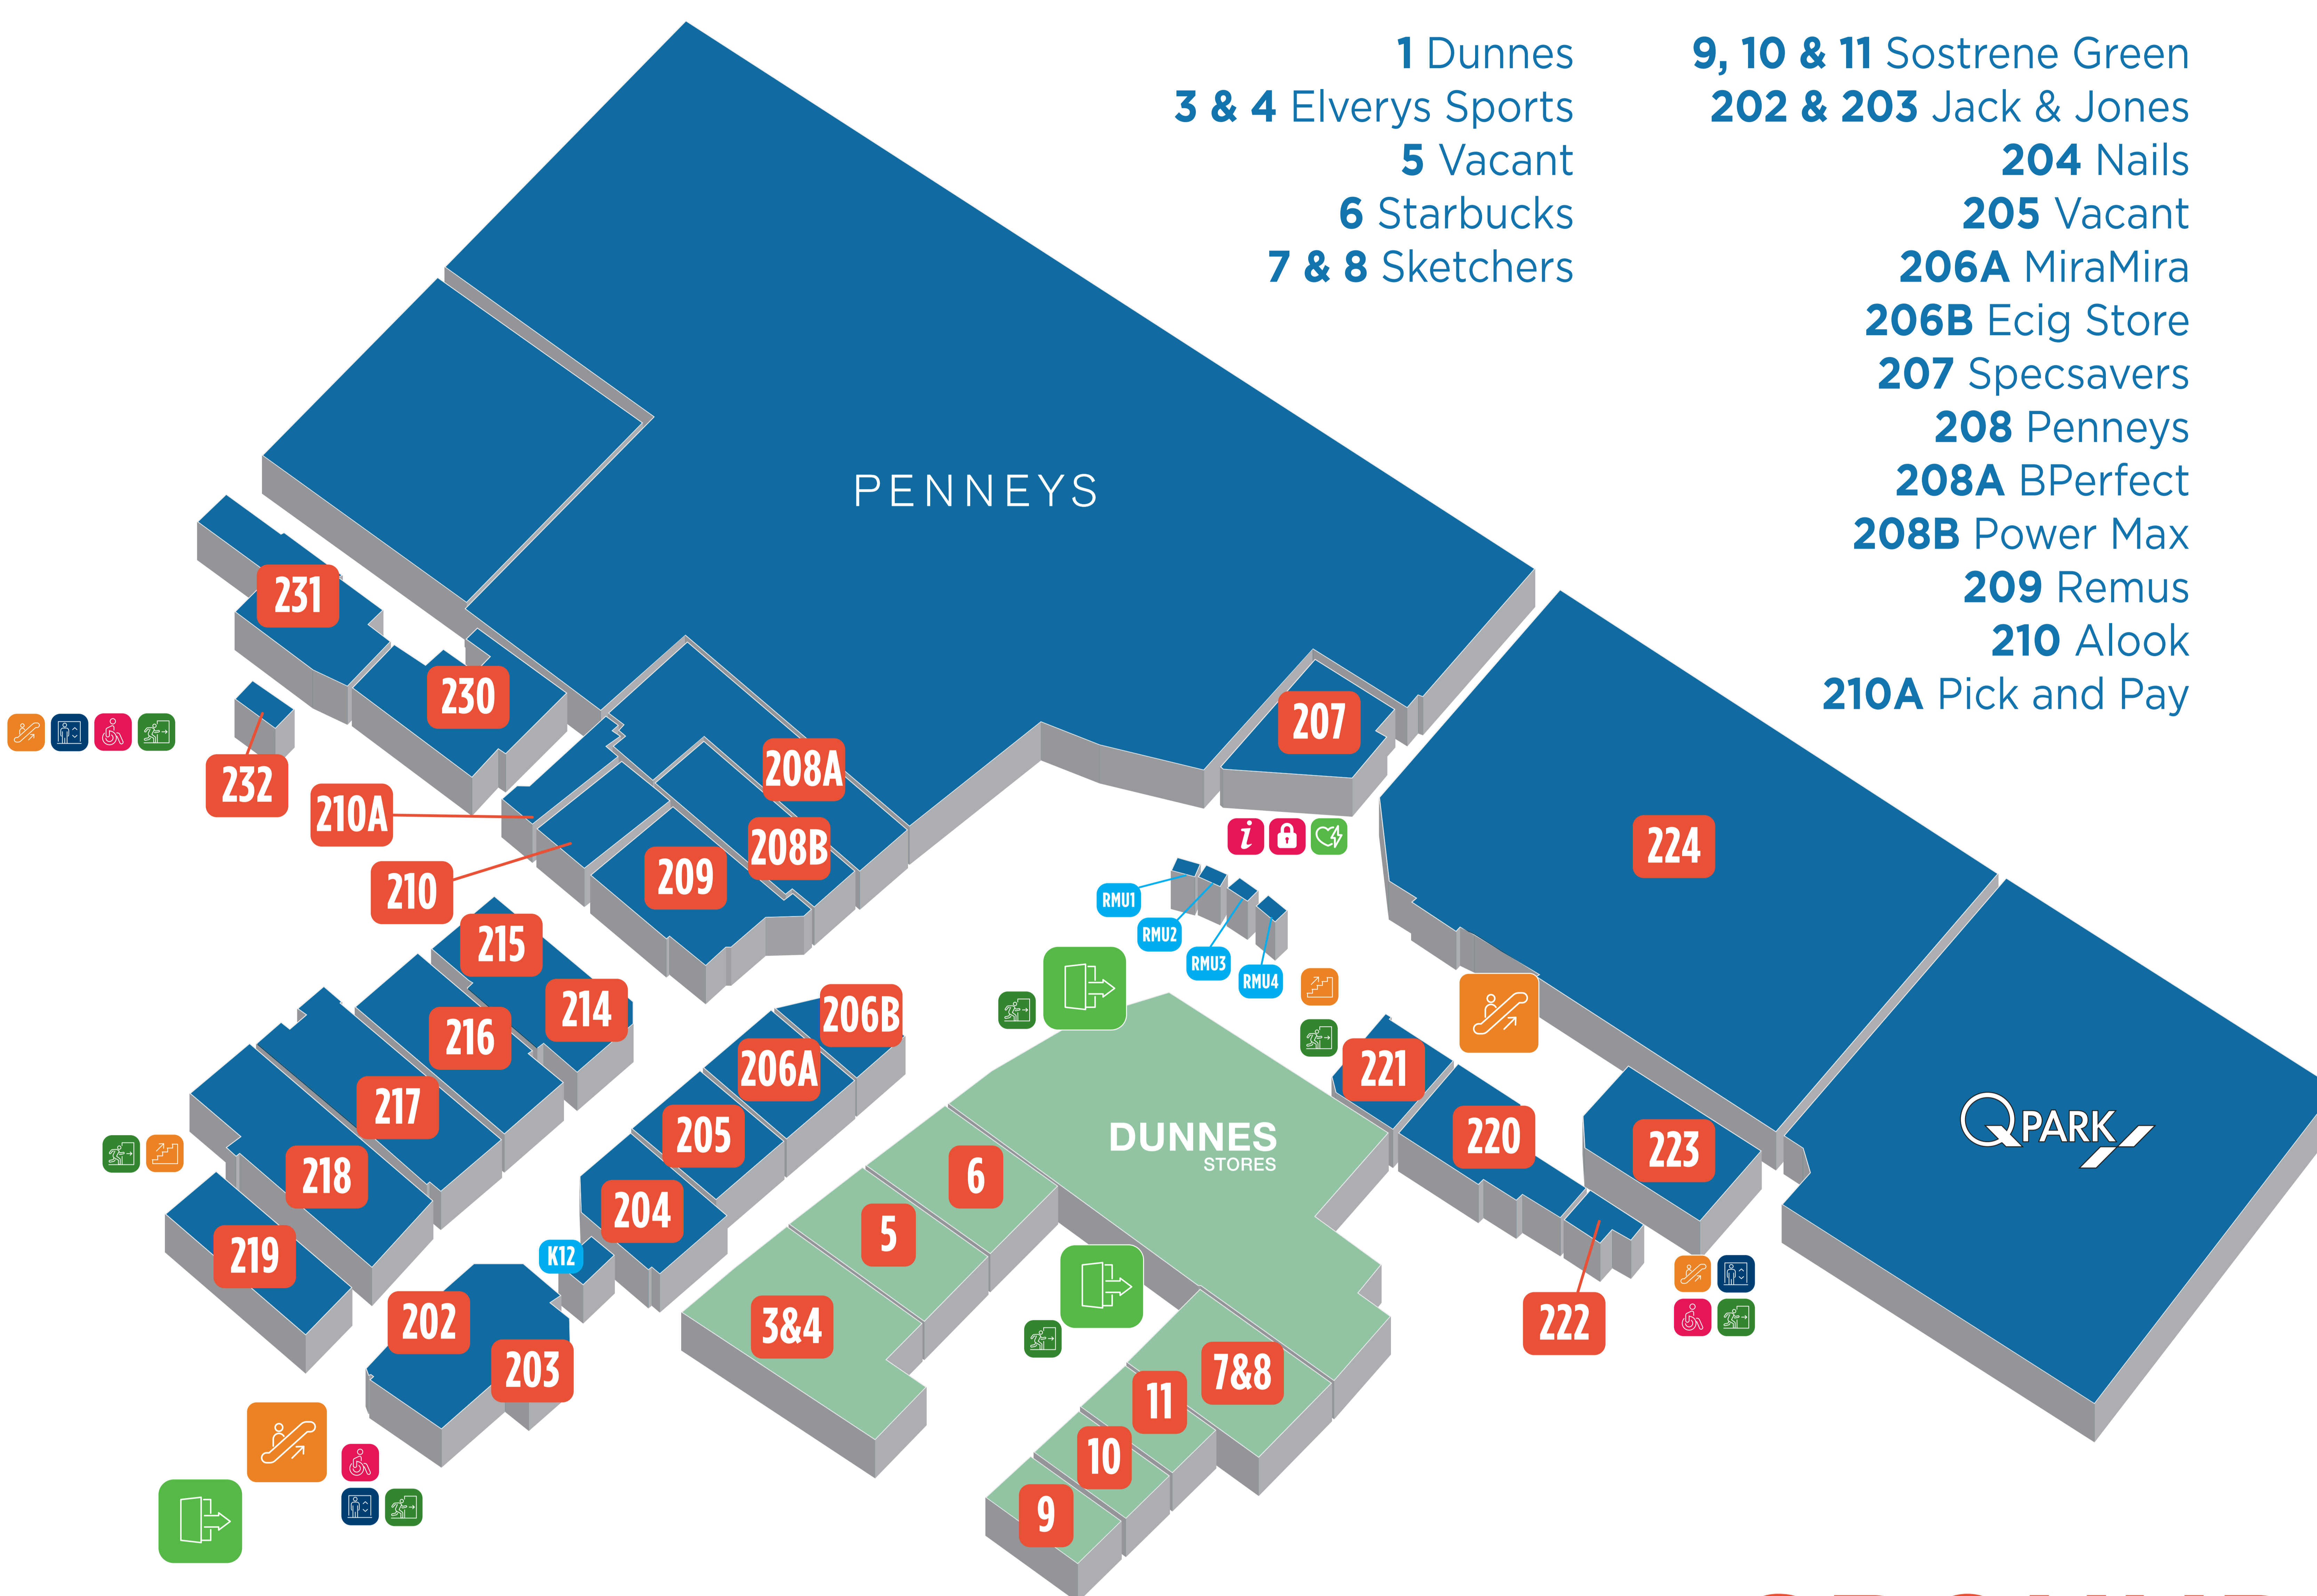 1 Dunnes
3 & 4 Elverys Sports
5 Vacant
6 Starbucks
7 & 8 Sketchers
9, 10 & 11 Sostrene Green
202 & 203 Jack & Jones
204 Nails
205 Vacant
206A MiraMira
206B Ecig Store
207 Specsavers
208 Penneys
208A BPerfect
208B Power Max
209 Remus
210 Alook
210A Pick and Pay
PENNEYS
231
230
207
232
208A
210A
224
208B
209
210
i
RMU1
RMU2
RMU3
RMU4
215
214
216
206B
206A
221
217
205
DUNNES
STORES
220
223
Q PARK
218
6
204
5
219
K12
202
3&4
222
203
7&8
11
10
9